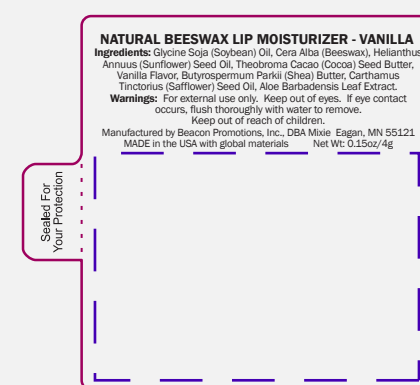 NATURAL BEESWAX LIP MOISTURIZER - VANILLA
Ingredients: Glycine Soja (Soybean) Oil, Cera Alba (Beeswax), Helianthus
Annuus (Sunflower) Seed Oil, Theobroma Cacao (Cocoa) Seed Butter,
Vanilla Flavor, Butyrospermum Parkii (Shea) Butter, Carthamus
Tinctorius (Safflower) Seed Oil, Aloe Barbadensis Leaf Extract.
Warnings: For external use only. Keep out of eyes. If eye contact
occurs, flush thoroughly with water to remove.
Keep out of reach of children.
Manufactured by Beacon Promotions, Inc., DBA Mixie Eagan, MN 55121
MADE in the USA with global materials Net Wt: 0.15oz/4g
Sealed For
Your Protection